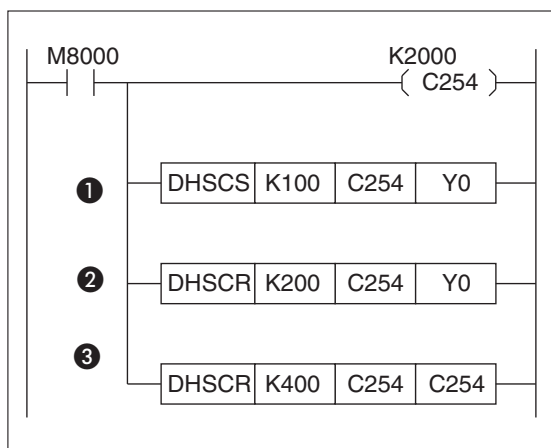 M8000 K2000
C254
❶ DHSCS K100 C254 Y0
❷ DHSCR K200 C254 Y0
❸ DHSCR K400 C254 C254